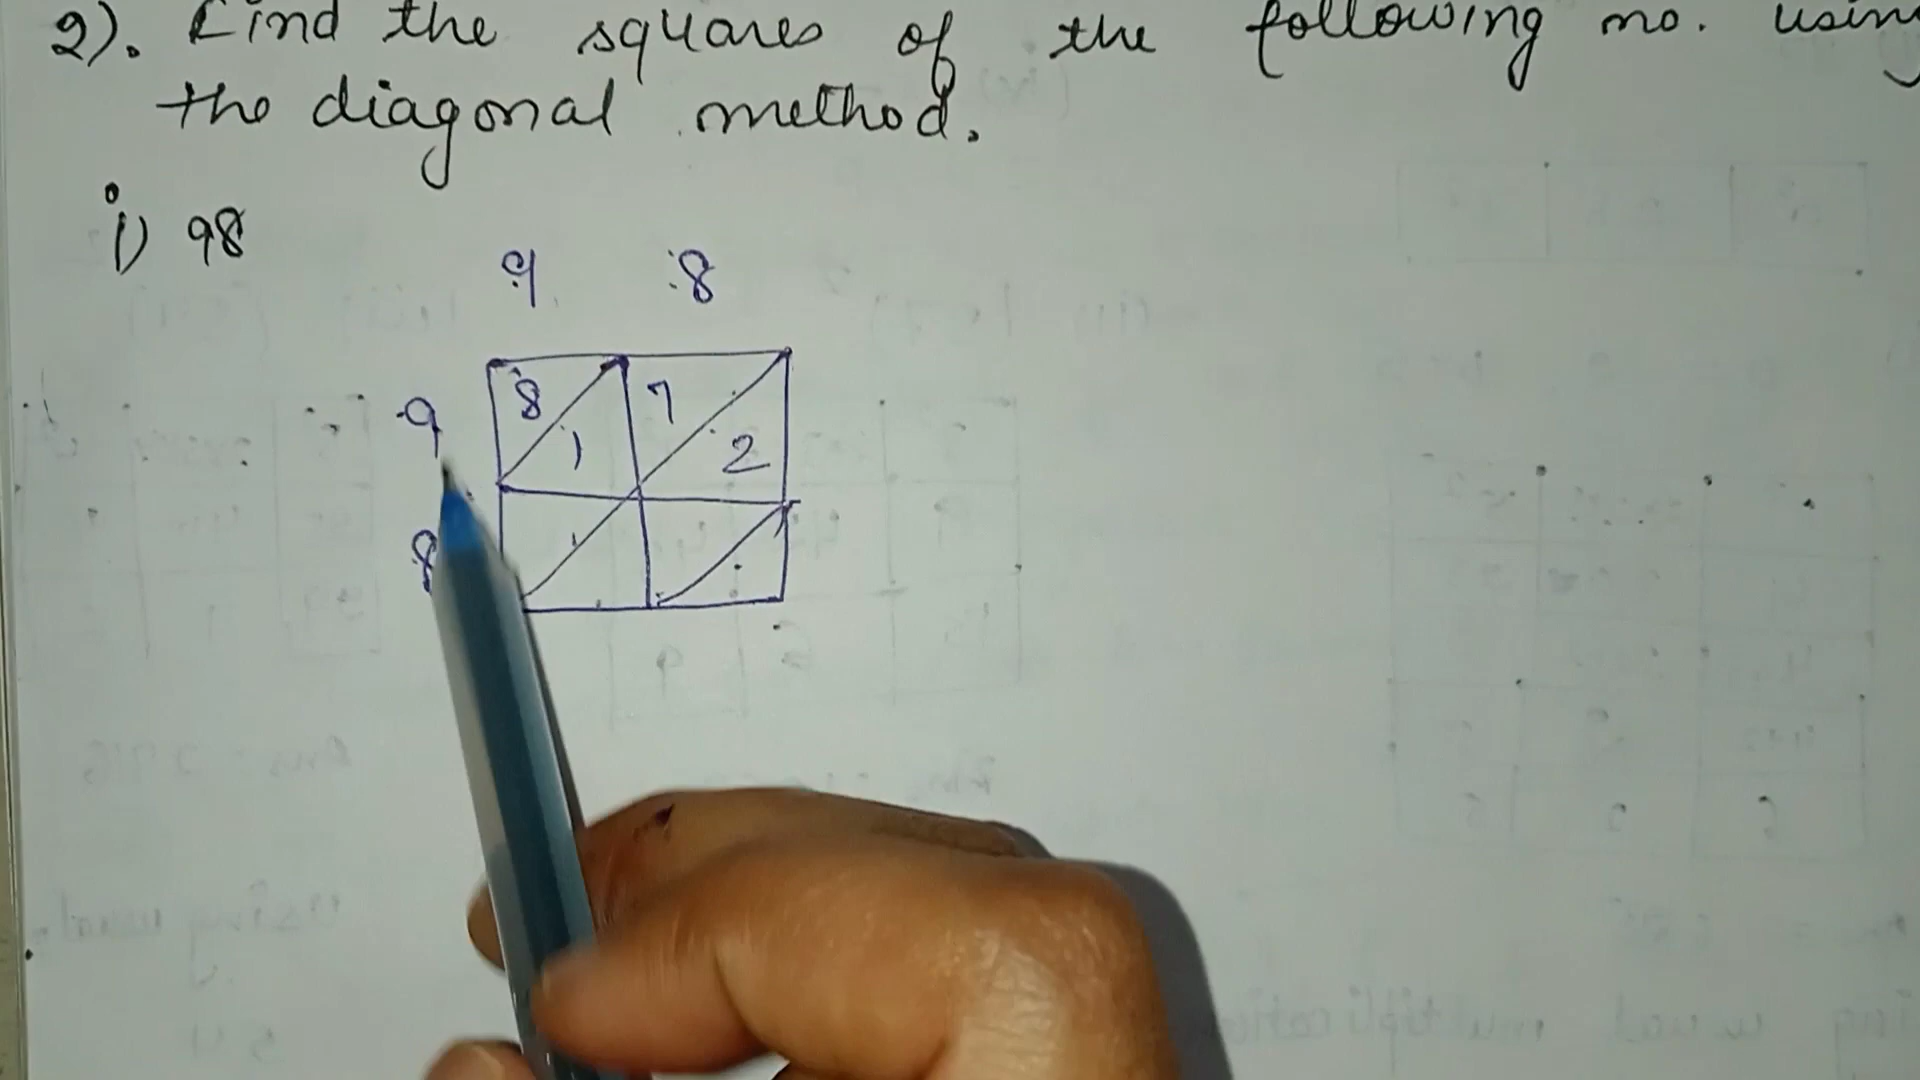 2). Find the squares of the following no. using
the diagonal method.
i) 98
9 8
9 8 1 7 2
8